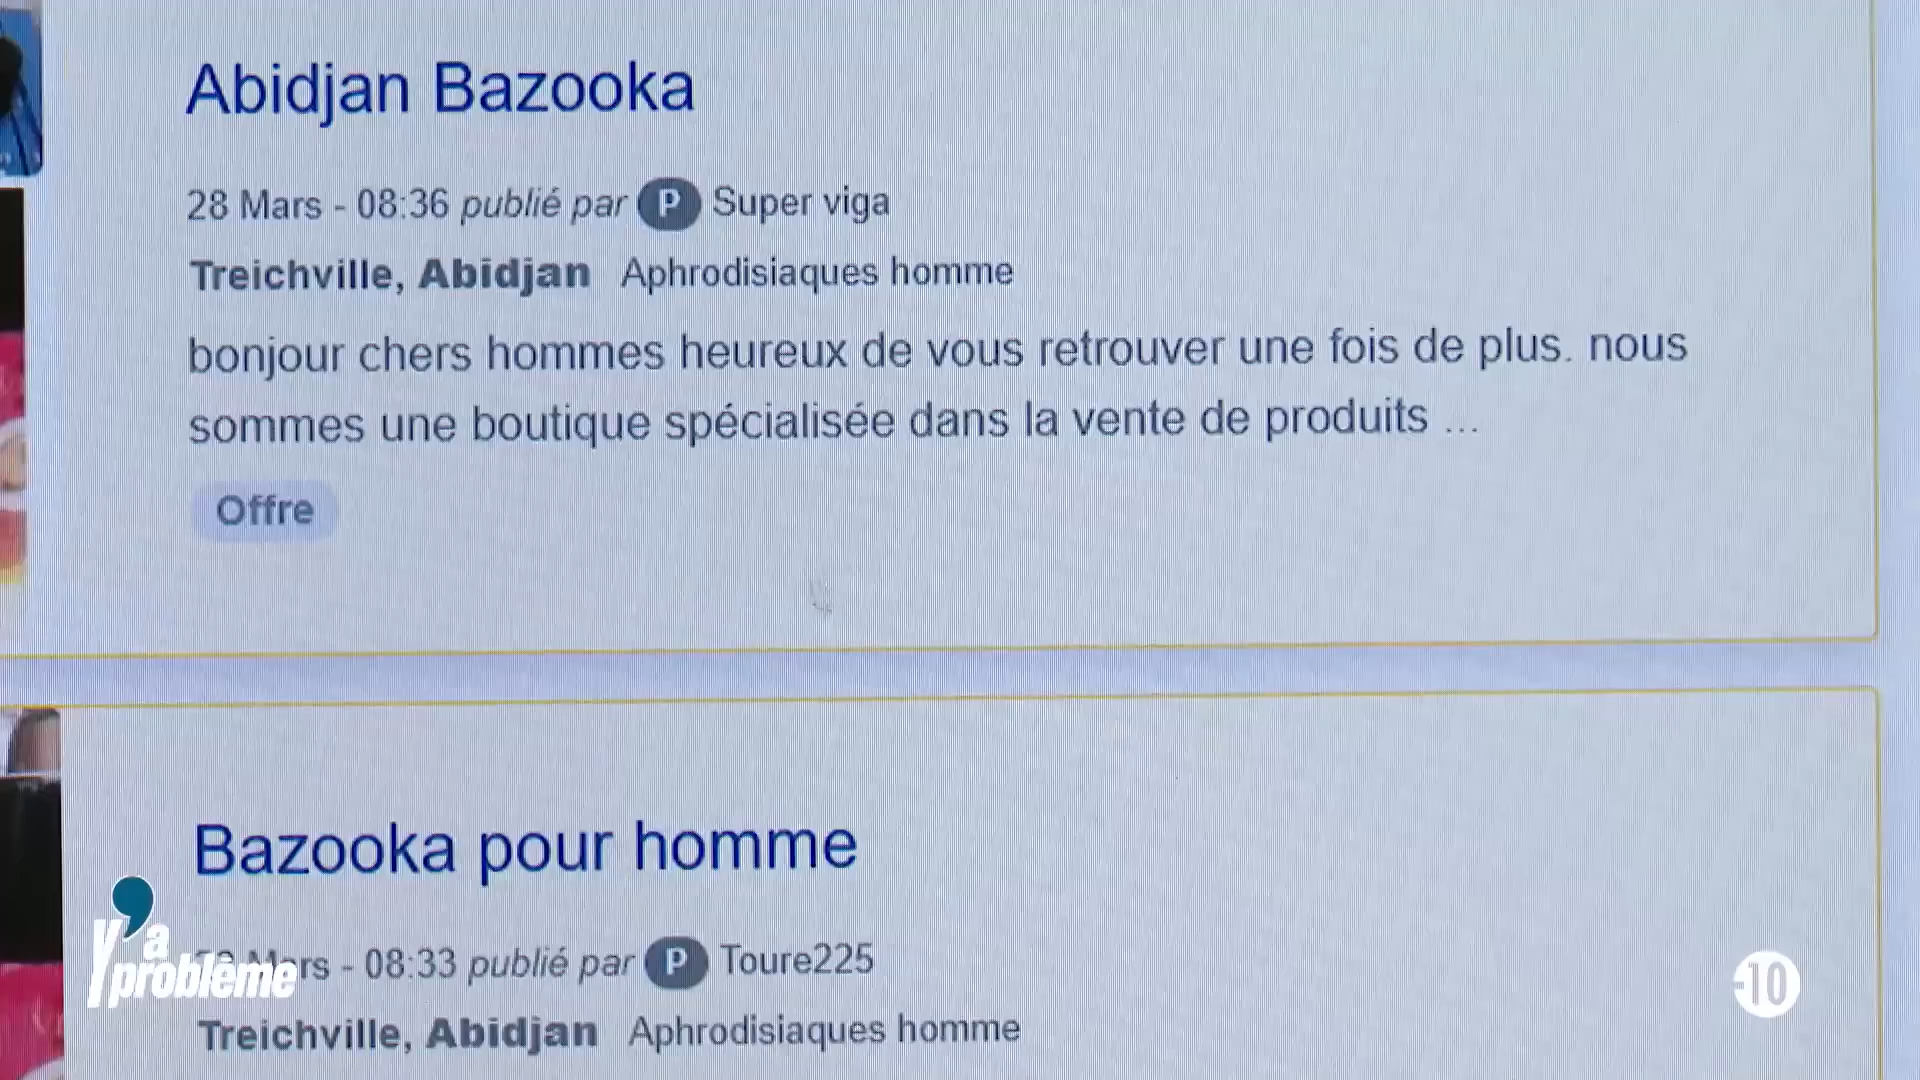 Abidjan Bazooka
28 Mars - 08:36 publié par P Super viga
Treichville, Abidjan Aphrodisiaques homme
bonjour chers hommes heureux de vous retrouver une fois de plus. nous
sommes une boutique spécialisée dans la vente de produits ...
Offre
Bazooka pour homme
Mars - 08:33 publié par P Toure225
Treichville, Abidjan Aphrodisiaques homme
Y'a
problème
-10